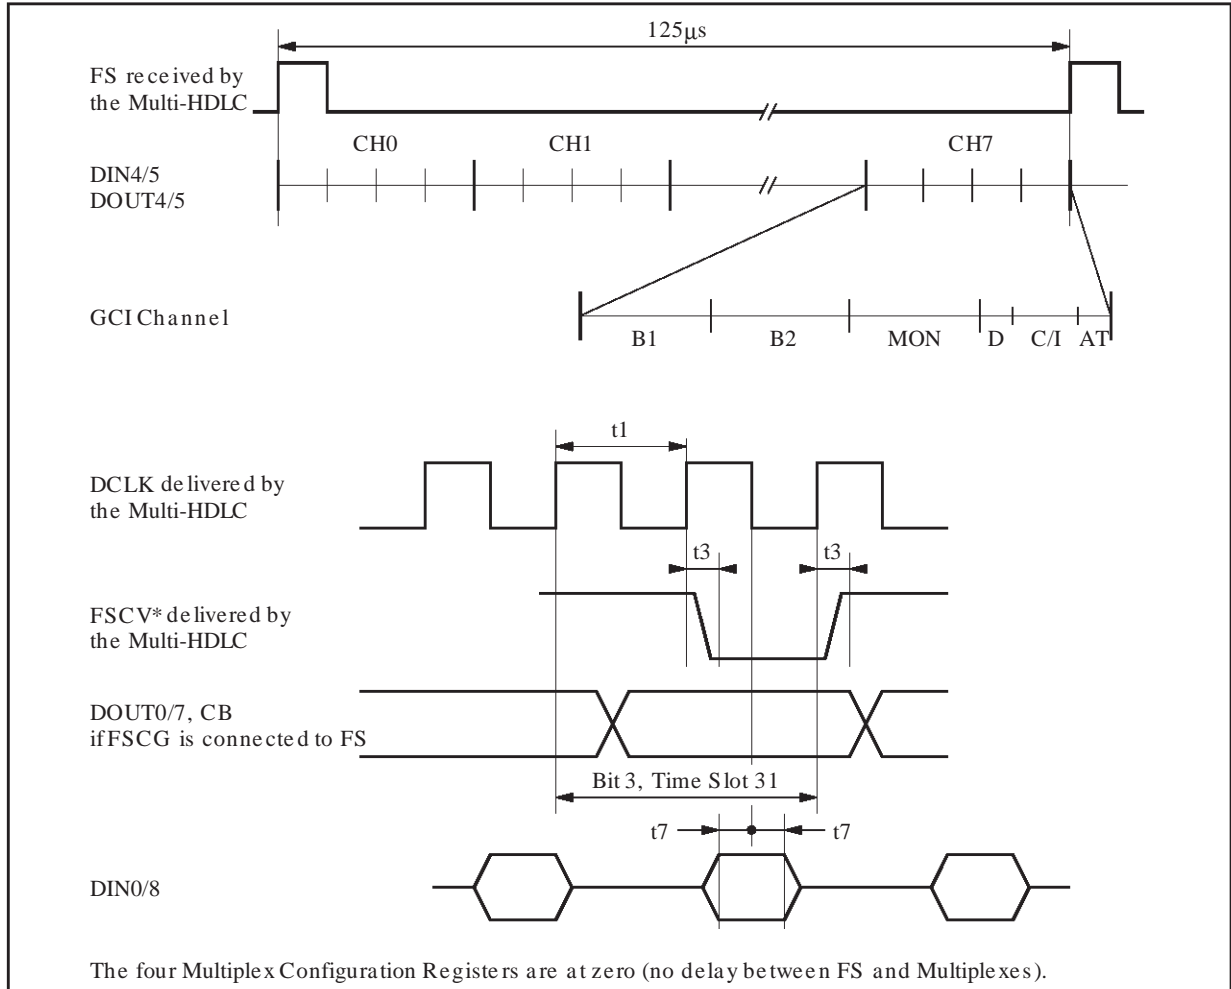 125μs
FS received by
the Multi-HDLC
CH0 CH1 CH7
DIN4/5
DOUT4/5
GCI Channel
B1 B2 MON D C/I AT
t1
DCLK delivered by
the Multi-HDLC
t3 t3
FSCV* delivered by
the Multi-HDLC
DOUT0/7, CB
if FSCG is connected to FS
Bit 3, Time Slot 31
t7 t7
DIN0/8
The four Multiplex Configuration Registers are at zero (no delay between FS and Multiplexes).